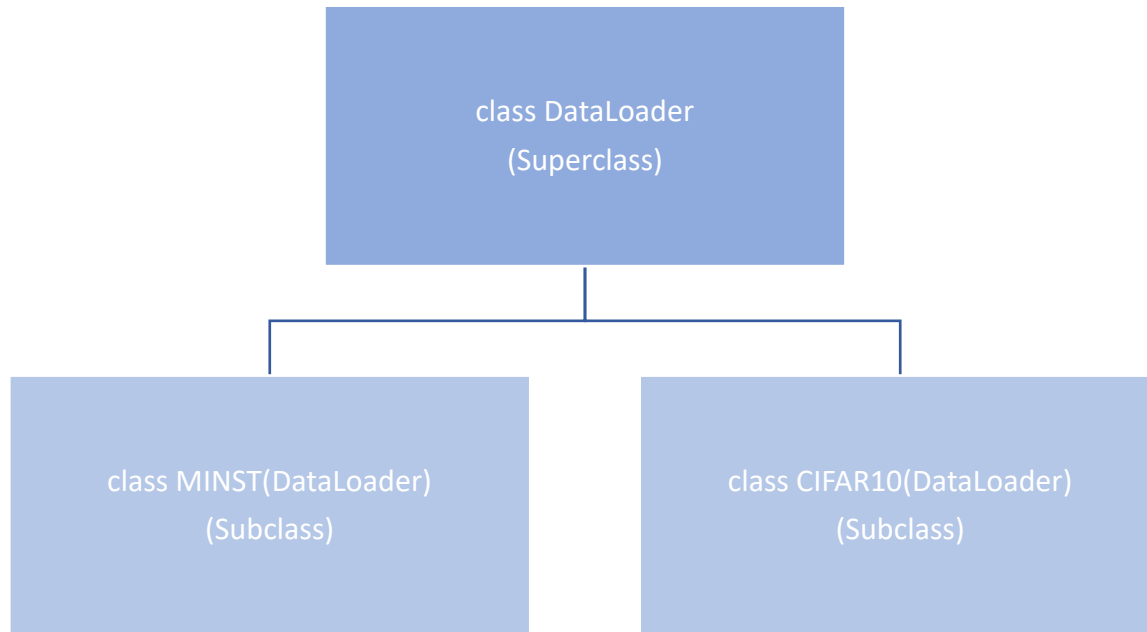 class DataLoader
(Superclass)
class MINST(DataLoader)
(Subclass)
class CIFAR10(DataLoader)
(Subclass)